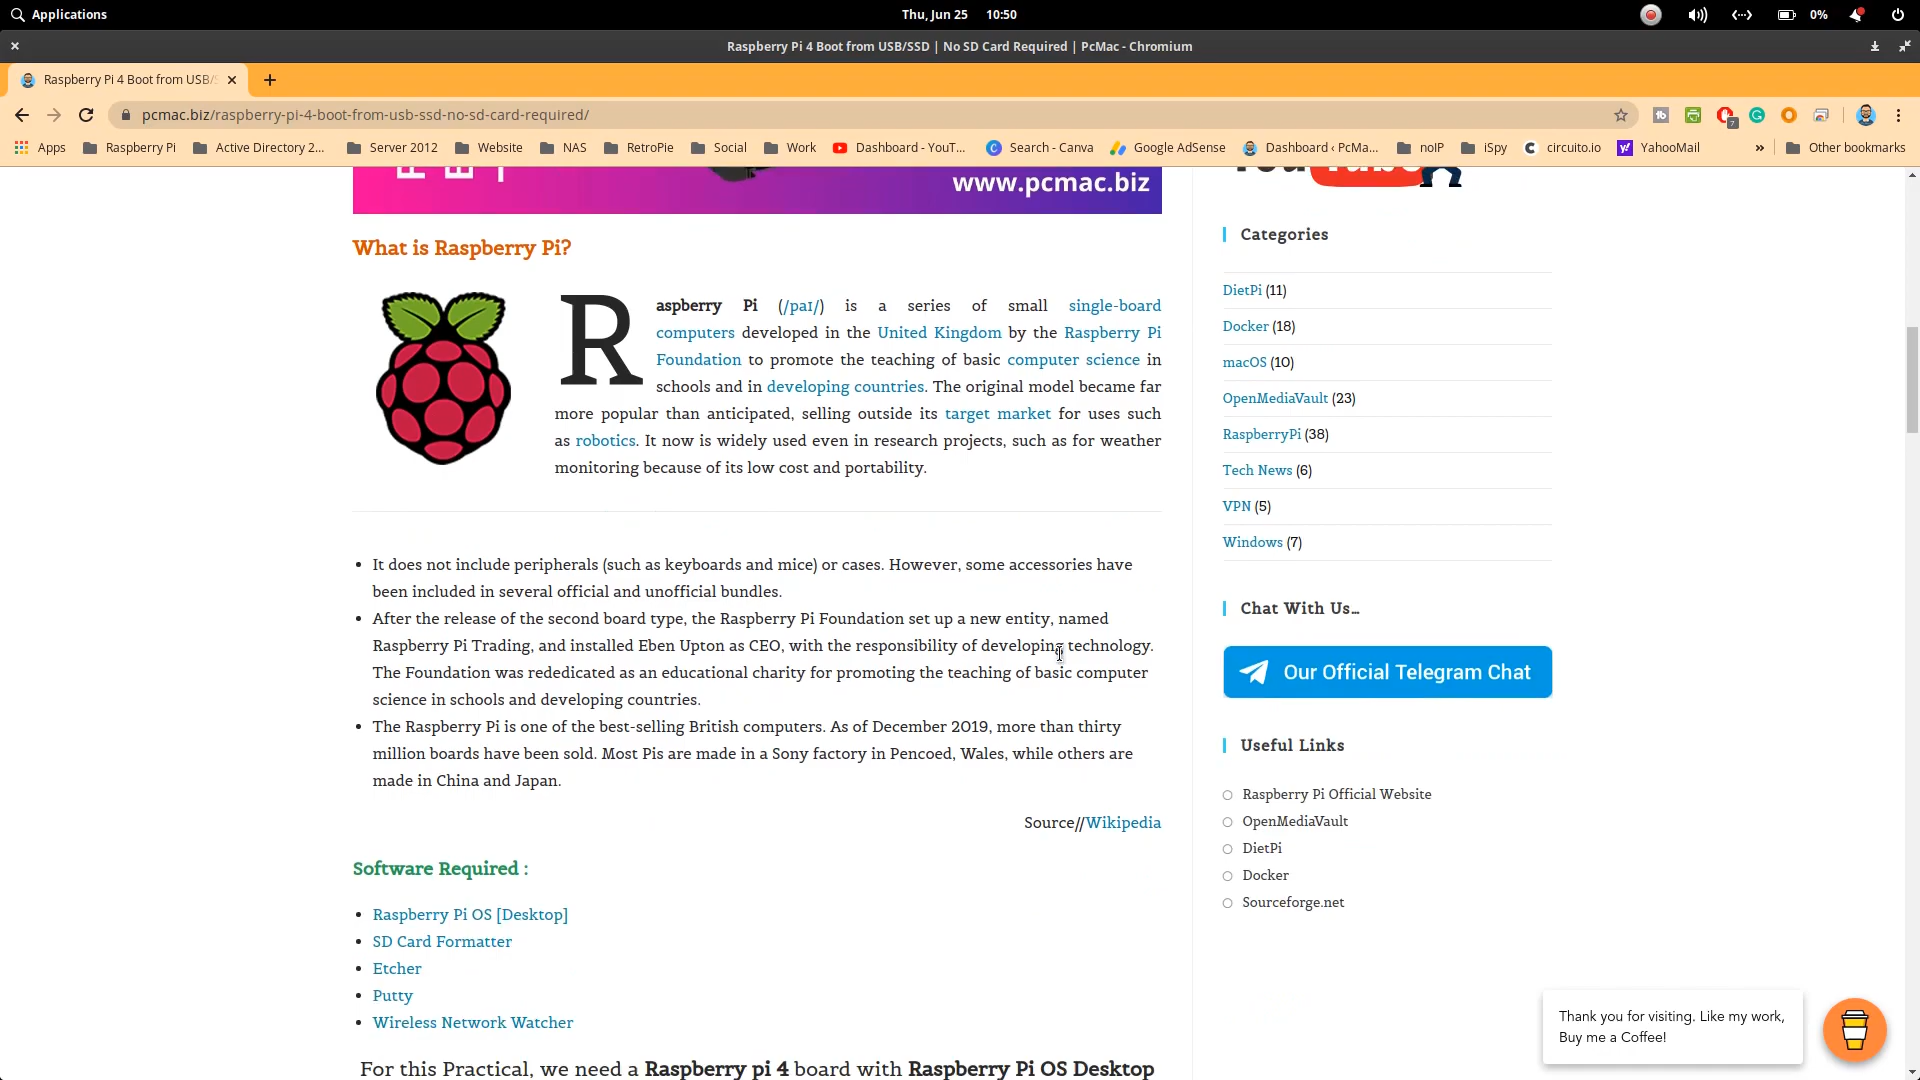 Applications
Thu, Jun 25 10:50
0%
Raspberry Pi 4 Boot from USB/SSD | No SD Card Required | PcMac - Chromium
Raspberry Pi 4 Boot from USB/S
pcmac.biz/raspberry-pi-4-boot-from-usb-ssd-no-sd-card-required/
7
Apps Raspberry Pi Active Directory 2... Server 2012 Website NAS RetroPie Social Work Dashboard - YouT... Search - Canva Google AdSense Dashboard ‹ PcMa... noIP iSpy circuito.io YahooMail » Other bookmarks
www.pcmac.biz
What is Raspberry Pi?
Raspberry Pi (/paɪ/) is a series of small single-board
computers developed in the United Kingdom by the Raspberry Pi
Foundation to promote the teaching of basic computer science in
schools and in developing countries. The original model became far
more popular than anticipated, selling outside its target market for uses such
as robotics. It now is widely used even in research projects, such as for weather
monitoring because of its low cost and portability.
• It does not include peripherals (such as keyboards and mice) or cases. However, some accessories have
been included in several official and unofficial bundles.
• After the release of the second board type, the Raspberry Pi Foundation set up a new entity, named
Raspberry Pi Trading, and installed Eben Upton as CEO, with the responsibility of developing technology.
The Foundation was rededicated as an educational charity for promoting the teaching of basic computer
science in schools and developing countries.
• The Raspberry Pi is one of the best-selling British computers. As of December 2019, more than thirty
million boards have been sold. Most Pis are made in a Sony factory in Pencoed, Wales, while others are
made in China and Japan.
Source//Wikipedia
Software Required :
• Raspberry Pi OS [Desktop]
• SD Card Formatter
• Etcher
• Putty
• Wireless Network Watcher
For this Practical, we need a Raspberry pi 4 board with Raspberry Pi OS Desktop
Categories
DietPi (11)
Docker (18)
macOS (10)
OpenMediaVault (23)
RaspberryPi (38)
Tech News (6)
VPN (5)
Windows (7)
Chat With Us…
Our Official Telegram Chat
Useful Links
Raspberry Pi Official Website
OpenMediaVault
DietPi
Docker
Sourceforge.net
Thank you for visiting. Like my work,
Buy me a Coffee!